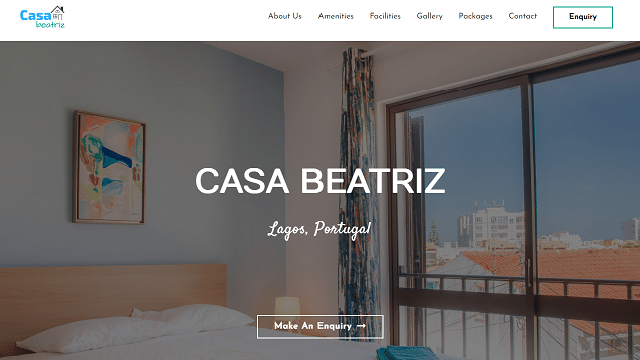 Casa
beatriz
About Us
Amenities
Facilities
Gallery
Packages
Contact
Enquiry
CASA BEATRIZ
Lagos, Portugal
Make An Enquiry →